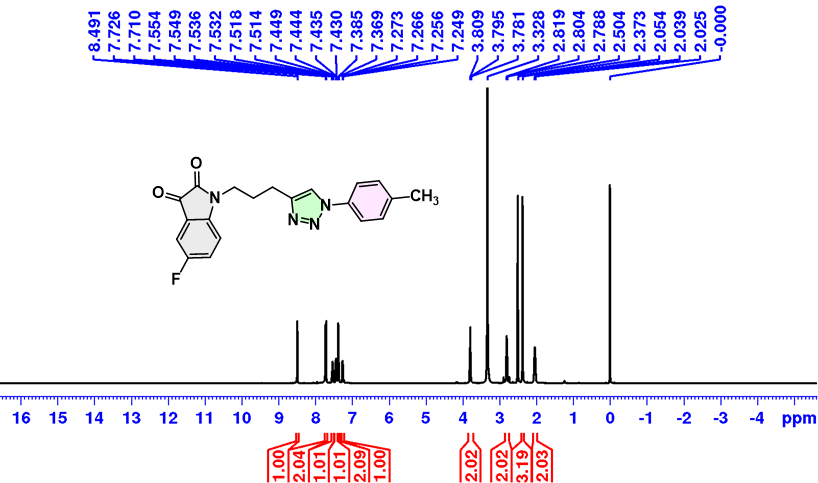 8.491 7.726 7.710 7.554 7.549 7.536 7.532 7.518 7.514 7.449 7.444 7.435 7.430 7.385 7.369 7.273 7.266 7.256 7.249 3.809 3.795 3.781 3.328 2.819 2.804 2.788 2.504 2.373 2.054 2.039 2.025 -0.000
O
O
N
CH3
N
N
N
F
16 15 14 13 12 11 10 9 8 7 6 5 4 3 2 1 0 -1 -2 -3 -4 ppm
1.00 2.04 1.01 1.01 2.09 1.00 2.02 2.02 3.19 2.03